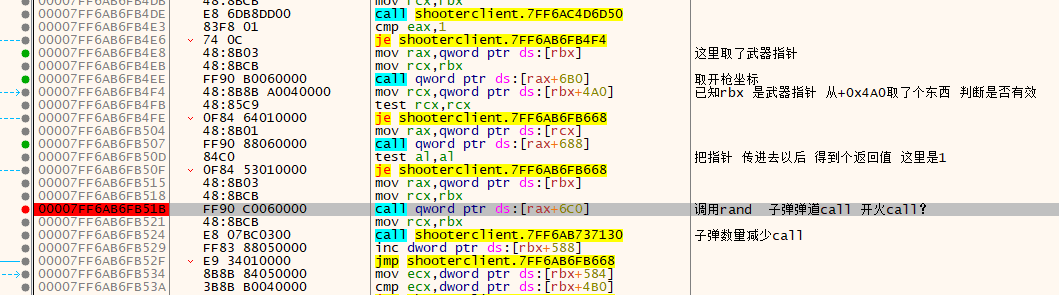 00007FF6AB6FB4DB 48:8BCB mov rcx,rbx
00007FF6AB6FB4DE E8 6DB8DD00 call shooterclient.7FF6AC4D6D50
00007FF6AB6FB4E3 83F8 01 cmp eax,1
00007FF6AB6FB4E6 74 0C je shooterclient.7FF6AB6FB4F4
00007FF6AB6FB4E8 48:8B03 mov rax,qword ptr ds:[rbx] 这里取了武器指针
00007FF6AB6FB4EB 48:8BCB mov rcx,rbx
00007FF6AB6FB4EE FF90 B0060000 call qword ptr ds:[rax+6B0] 取开枪坐标
00007FF6AB6FB4F4 48:8B8B A0040000 mov rcx,qword ptr ds:[rbx+4A0] 已知rbx 是武器指针 从+0x4A0取了个东西 判断是否有效
00007FF6AB6FB4FB 48:85C9 test rcx,rcx
00007FF6AB6FB4FE 0F84 64010000 je shooterclient.7FF6AB6FB668
00007FF6AB6FB504 48:8B01 mov rax,qword ptr ds:[rcx]
00007FF6AB6FB507 FF90 88060000 call qword ptr ds:[rax+688]
00007FF6AB6FB50D 84C0 test al,al 把指针 传进去以后 得到个返回值 这里是1
00007FF6AB6FB50F 0F84 53010000 je shooterclient.7FF6AB6FB668
00007FF6AB6FB515 48:8B03 mov rax,qword ptr ds:[rbx]
00007FF6AB6FB518 48:8BCB mov rcx,rbx
00007FF6AB6FB51B FF90 C0060000 call qword ptr ds:[rax+6C0] 调用rand 子弹弹道call 开火call？
00007FF6AB6FB521 48:8BCB mov rcx,rbx
00007FF6AB6FB524 E8 07BC0300 call shooterclient.7FF6AB737130 子弹数量减少call
00007FF6AB6FB529 FF83 88050000 inc dword ptr ds:[rbx+588]
00007FF6AB6FB52F E9 34010000 jmp shooterclient.7FF6AB6FB668
00007FF6AB6FB534 8B8B 84050000 mov ecx,dword ptr ds:[rbx+584]
00007FF6AB6FB53A 3B8B B0040000 cmp ecx,dword ptr ds:[rbx+4B0]